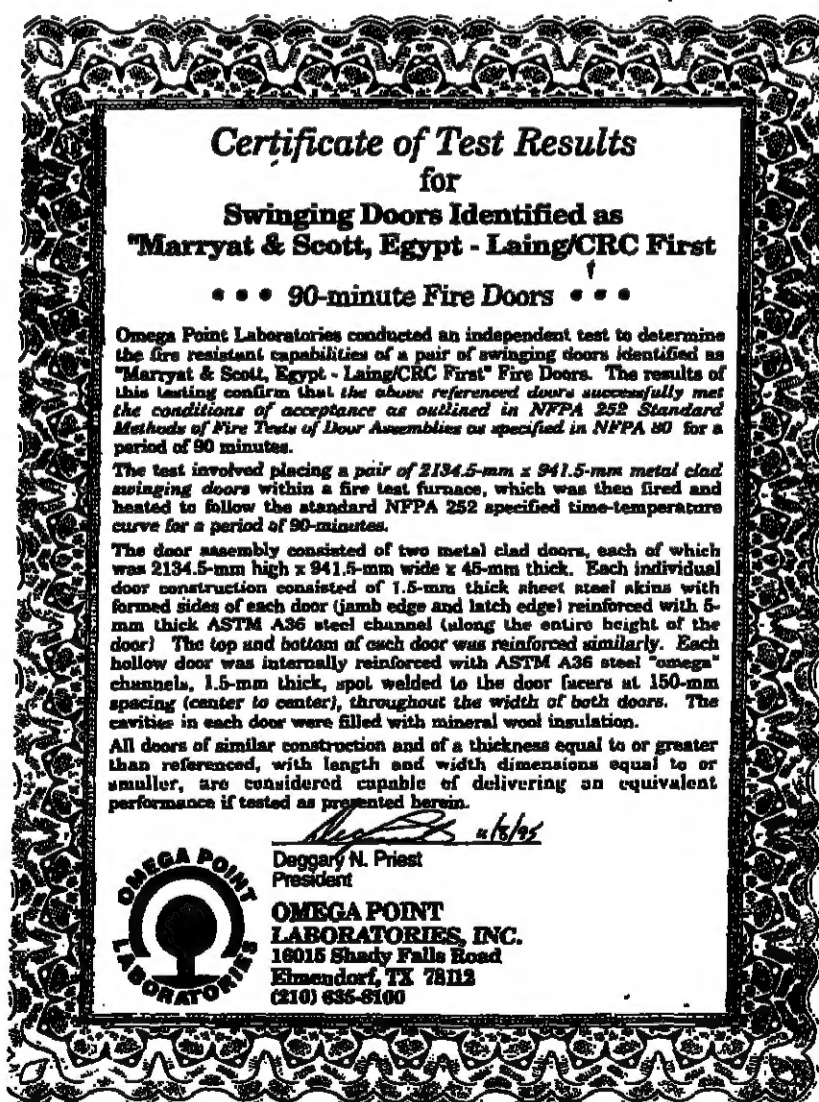 Certificate of Test Results
for
Swinging Doors Identified as
"Marryat & Scott, Egypt - Laing/CRC First
• • • 90-minute Fire Doors • • •
Omega Point Laboratories conducted an independent test to determine
the fire resistant capabilities of a pair of swinging doors identified as
"Marryat & Scott, Egypt - Laing/CRC First" Fire Doors. The results of
this testing confirm that the above referenced doors successfully met
the conditions of acceptance as outlined in NFPA 252 Standard
Methods of Fire Tests of Door Assemblies as specified in NFPA 80 for a
period of 90 minutes.
The test involved placing a pair of 2134.5-mm x 941.5-mm metal clad
swinging doors within a fire test furnace, which was then fired and
heated to follow the standard NFPA 252 specified time-temperature
curve for a period of 90-minutes.
The door assembly consisted of two metal clad doors, each of which
was 2134.5-mm high x 941.5-mm wide x 45-mm thick. Each individual
door construction consisted of 1.5-mm thick sheet steel skins with
formed sides of each door (jamb edge and latch edge) reinforced with 5-
mm thick ASTM A36 steel channel (along the entire height of the
door) The top and bottom of each door was reinforced similarly. Each
hollow door was internally reinforced with ASTM A36 steel "omega"
channels, 1.5-mm thick, spot welded to the door facers at 150-mm
spacing (center to center), throughout the width of both doors. The
cavities in each door were filled with mineral wool insulation.
All doors of similar construction and of a thickness equal to or greater
than referenced, with length and width dimensions equal to or
smaller, are considered capable of delivering an equivalent
performance if tested as presented herein.
Deggary N. Priest
President
OMEGA POINT
LABORATORIES
OMEGA POINT
LABORATORIES, INC.
16015 Shady Falls Road
Elmendorf, TX 78112
(210) 635-8100